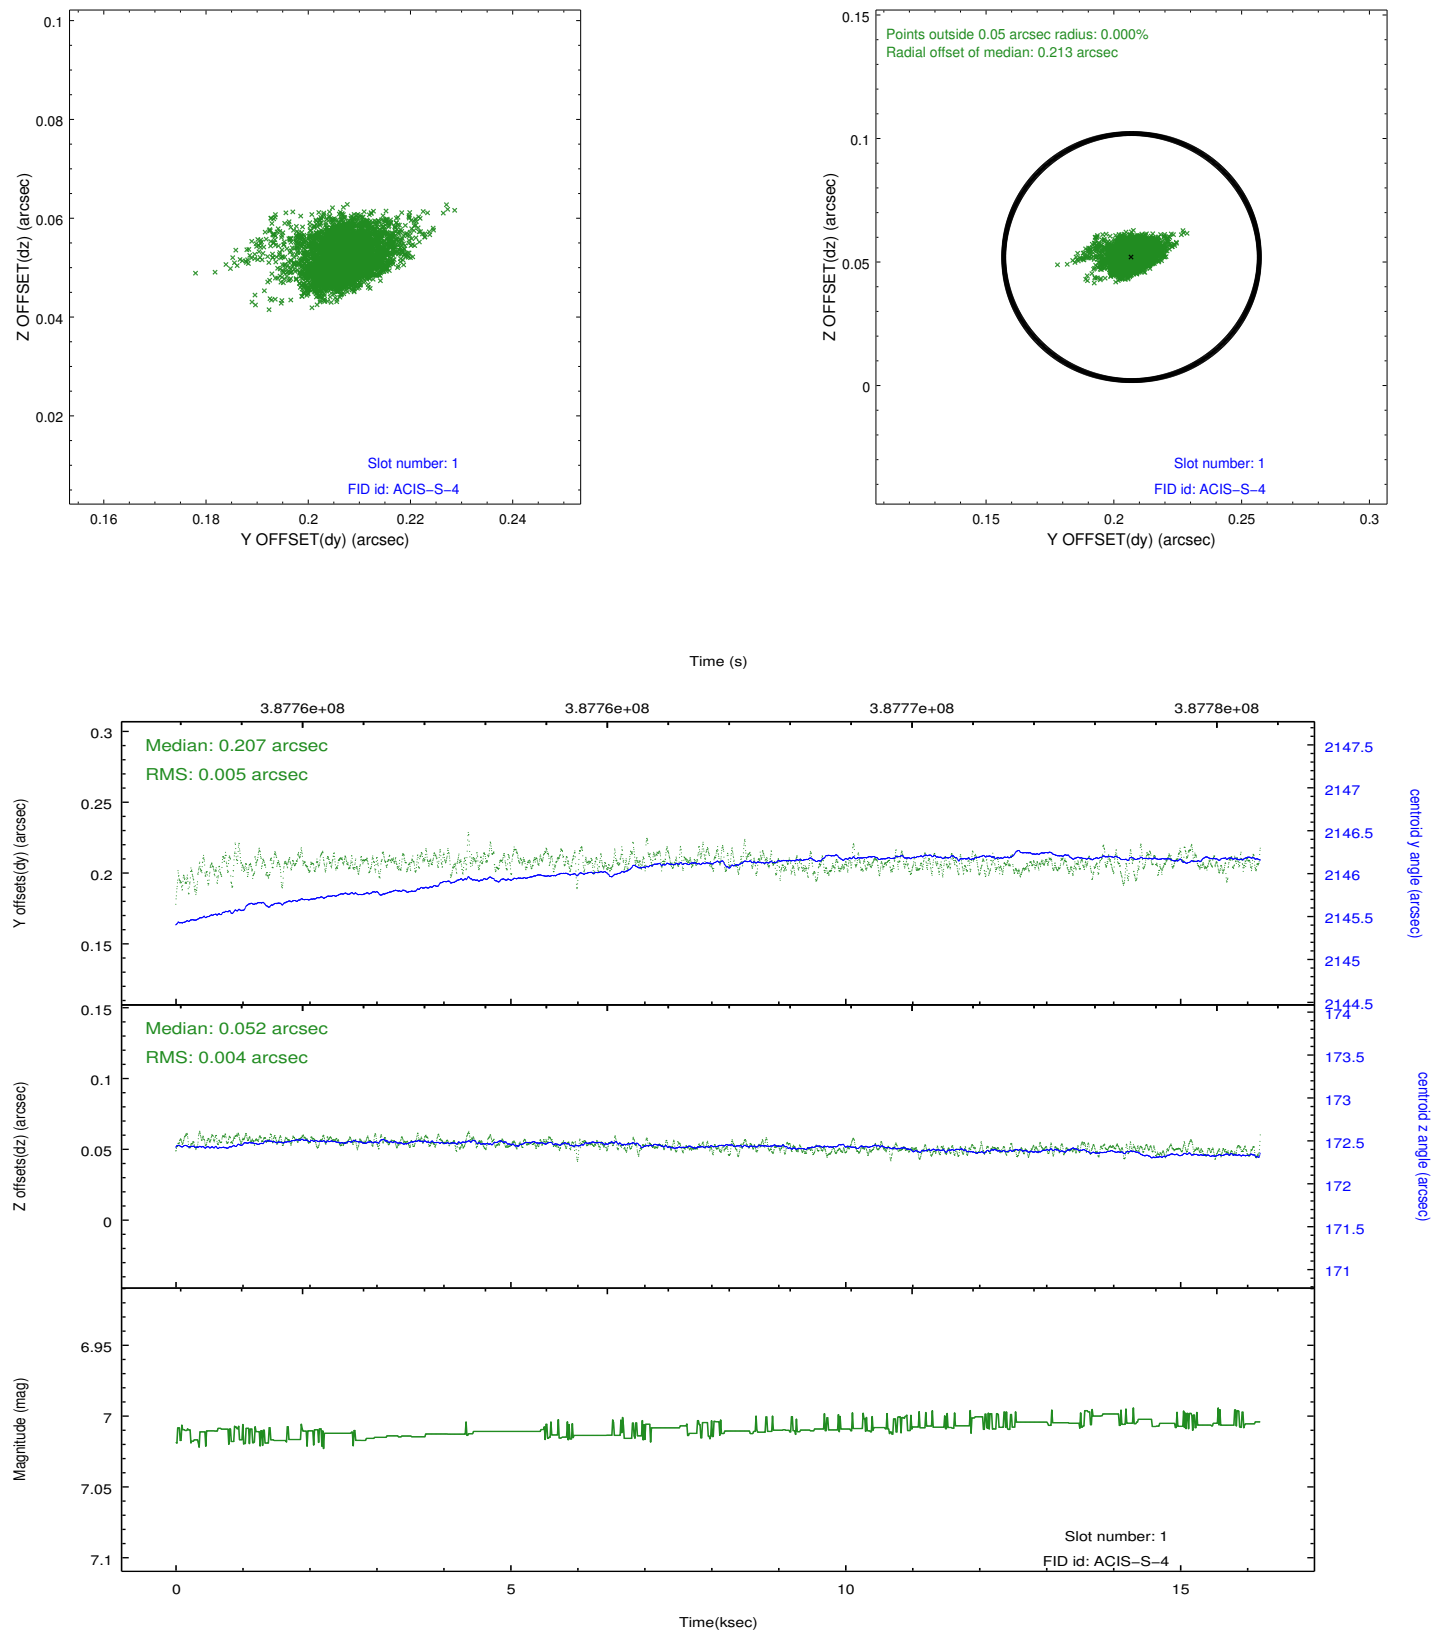 0.1
0.08
0.06
0.04
0.02
Z OFFSET(dz) (arcsec)
Slot number: 1
FID id: ACIS−S−4
0.16 0.18 0.2 0.22 0.24
Y OFFSET(dy) (arcsec)
0.15
0.1
0.05
0
Z OFFSET(dz) (arcsec)
Points outside 0.05 arcsec radius: 0.000%
Radial offset of median: 0.213 arcsec
Slot number: 1
FID id: ACIS−S−4
0.15 0.2 0.25 0.3
Y OFFSET(dy) (arcsec)
Time (s)
3.8776e+08 3.8776e+08 3.8777e+08 3.8778e+08
0.3
0.25
0.2
0.15
Y offsets(dy) (arcsec)
Median: 0.207 arcsec
RMS: 0.005 arcsec
2147.5
2147
2146.5
2146
2145.5
2145
2144.5
centroid y angle (arcsec)
0.15
0.1
0.05
0
Z offsets(dz) (arcsec)
Median: 0.052 arcsec
RMS: 0.004 arcsec
174
173.5
173
172.5
172
171.5
171
centroid z angle (arcsec)
6.95
7
7.05
7.1
Magnitude (mag)
Slot number: 1
FID id: ACIS−S−4
0 5 10 15
Time(ksec)